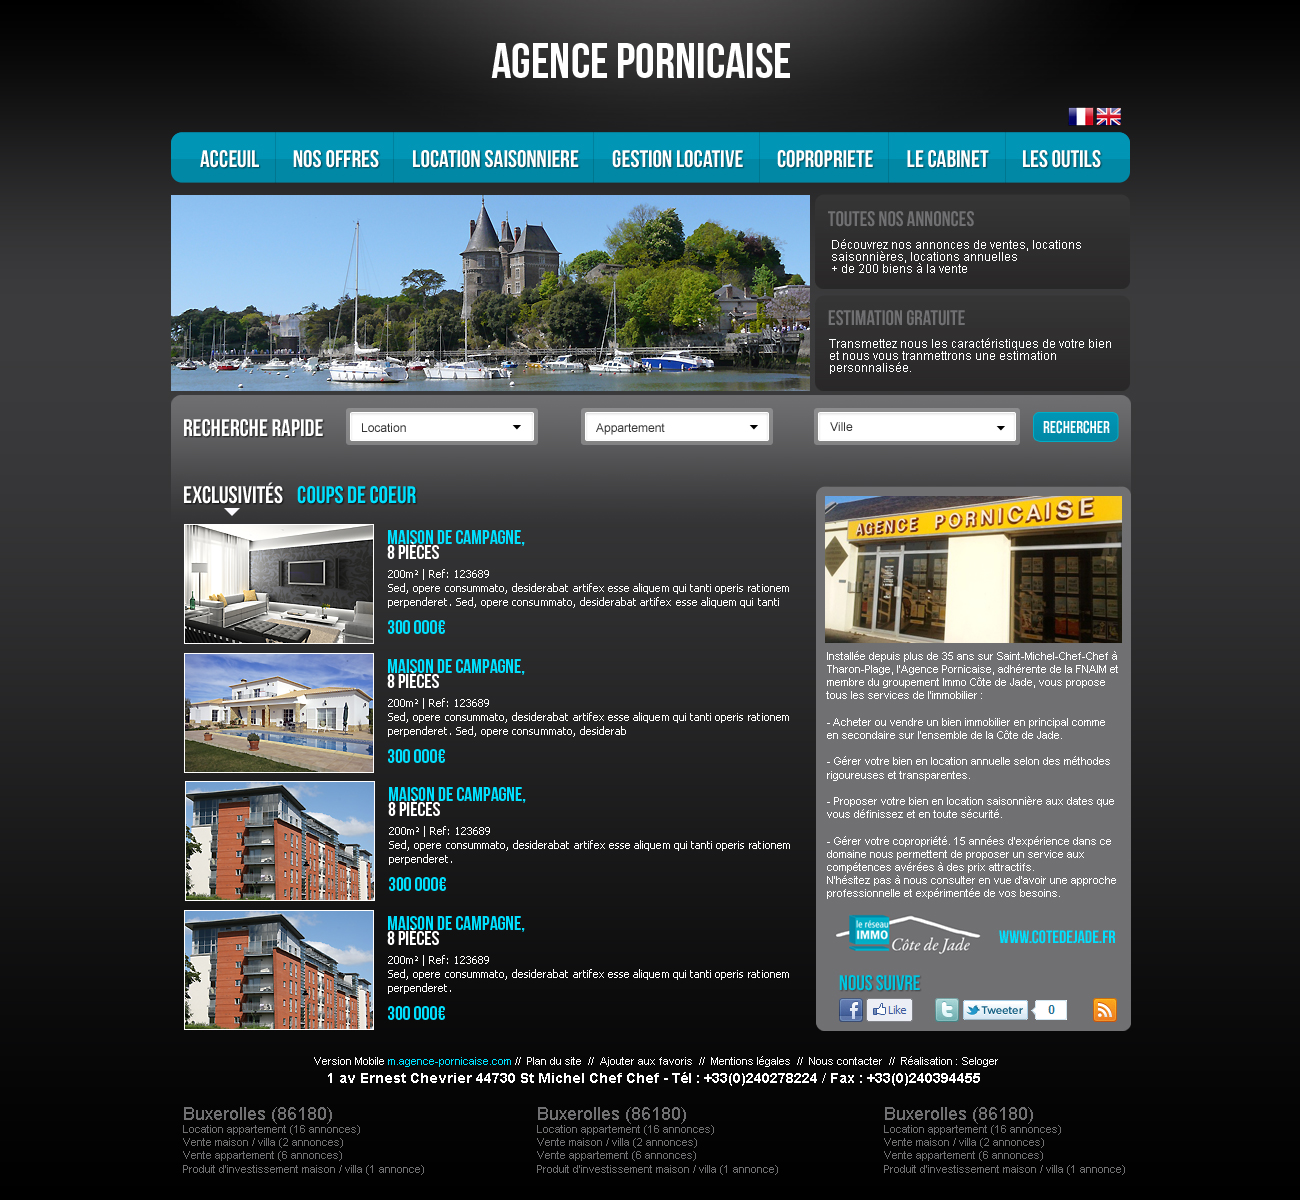 AGENCE PORNICAISE
ACCEUIL NOS OFFRES LOCATION SAISONNIERE GESTION LOCATIVE COPROPRIETE LE CABINET LES OUTILS
TOUTES NOS ANNONCES
Découvrez nos annonces de ventes, locations
saisonnières, locations annuelles
+ de 200 biens à la vente
ESTIMATION GRATUITE
Transmettez nous les caractéristiques de votre bien
et nous vous tranmettrons une estimation
personnalisée.
RECHERCHE RAPIDE Location Appartement Ville RECHERCHER
EXCLUSIVITÉS COUPS DE COEUR
MAISON DE CAMPAGNE,
8 PIÈCES
200m² | Ref: 123689
Sed, opere consummato, desiderabat artifex esse aliquem qui tanti operis rationem
perpenderet. Sed, opere consummato, desiderabat artifex esse aliquem qui tanti
300 000€
MAISON DE CAMPAGNE,
8 PIÈCES
200m² | Ref: 123689
Sed, opere consummato, desiderabat artifex esse aliquem qui tanti operis rationem
perpenderet. Sed, opere consummato, desiderab
300 000€
MAISON DE CAMPAGNE,
8 PIÈCES
200m² | Ref: 123689
Sed, opere consummato, desiderabat artifex esse aliquem qui tanti operis rationem
perpenderet.
300 000€
MAISON DE CAMPAGNE,
8 PIÈCES
200m² | Ref: 123689
Sed, opere consummato, desiderabat artifex esse aliquem qui tanti operis rationem
perpenderet.
300 000€
AGENCE PORNICAISE
Installée depuis plus de 35 ans sur Saint-Michel-Chef-Chef à
Tharon-Plage, l'Agence Pornicaise, adhérente de la FNAIM et
membre du groupement Immo Côte de Jade, vous propose
tous les services de l'immobilier :
- Acheter ou vendre un bien immobilier en principal comme
en secondaire sur l'ensemble de la Côte de Jade.
- Gérer votre bien en location annuelle selon des méthodes
rigoureuses et transparentes.
- Proposer votre bien en location saisonnière aux dates que
vous définissez et en toute sécurité.
- Gérer votre copropriété. 15 années d'expérience dans ce
domaine nous permettent de proposer un service aux
compétences avérées à des prix attractifs.
N'hésitez pas à nous consulter en vue d'avoir une approche
professionnelle et expérimentée de vos besoins.
le réseau
IMMO
Côte de Jade
WWW.COTEDEJADE.FR
NOUS SUIVRE
f Like t Tweeter 0
Version Mobile m.agence-pornicaise.com // Plan du site // Ajouter aux favoris // Mentions légales // Nous contacter // Réalisation : Seloger
1 av Ernest Chevrier 44730 St Michel Chef Chef - Tél : +33(0)240278224 / Fax : +33(0)240394455
Buxerolles (86180)
Location appartement (16 annonces)
Vente maison / villa (2 annonces)
Vente appartement (6 annonces)
Produit d'investissement maison / villa (1 annonce)
Buxerolles (86180)
Location appartement (16 annonces)
Vente maison / villa (2 annonces)
Vente appartement (6 annonces)
Produit d'investissement maison / villa (1 annonce)
Buxerolles (86180)
Location appartement (16 annonces)
Vente maison / villa (2 annonces)
Vente appartement (6 annonces)
Produit d'investissement maison / villa (1 annonce)